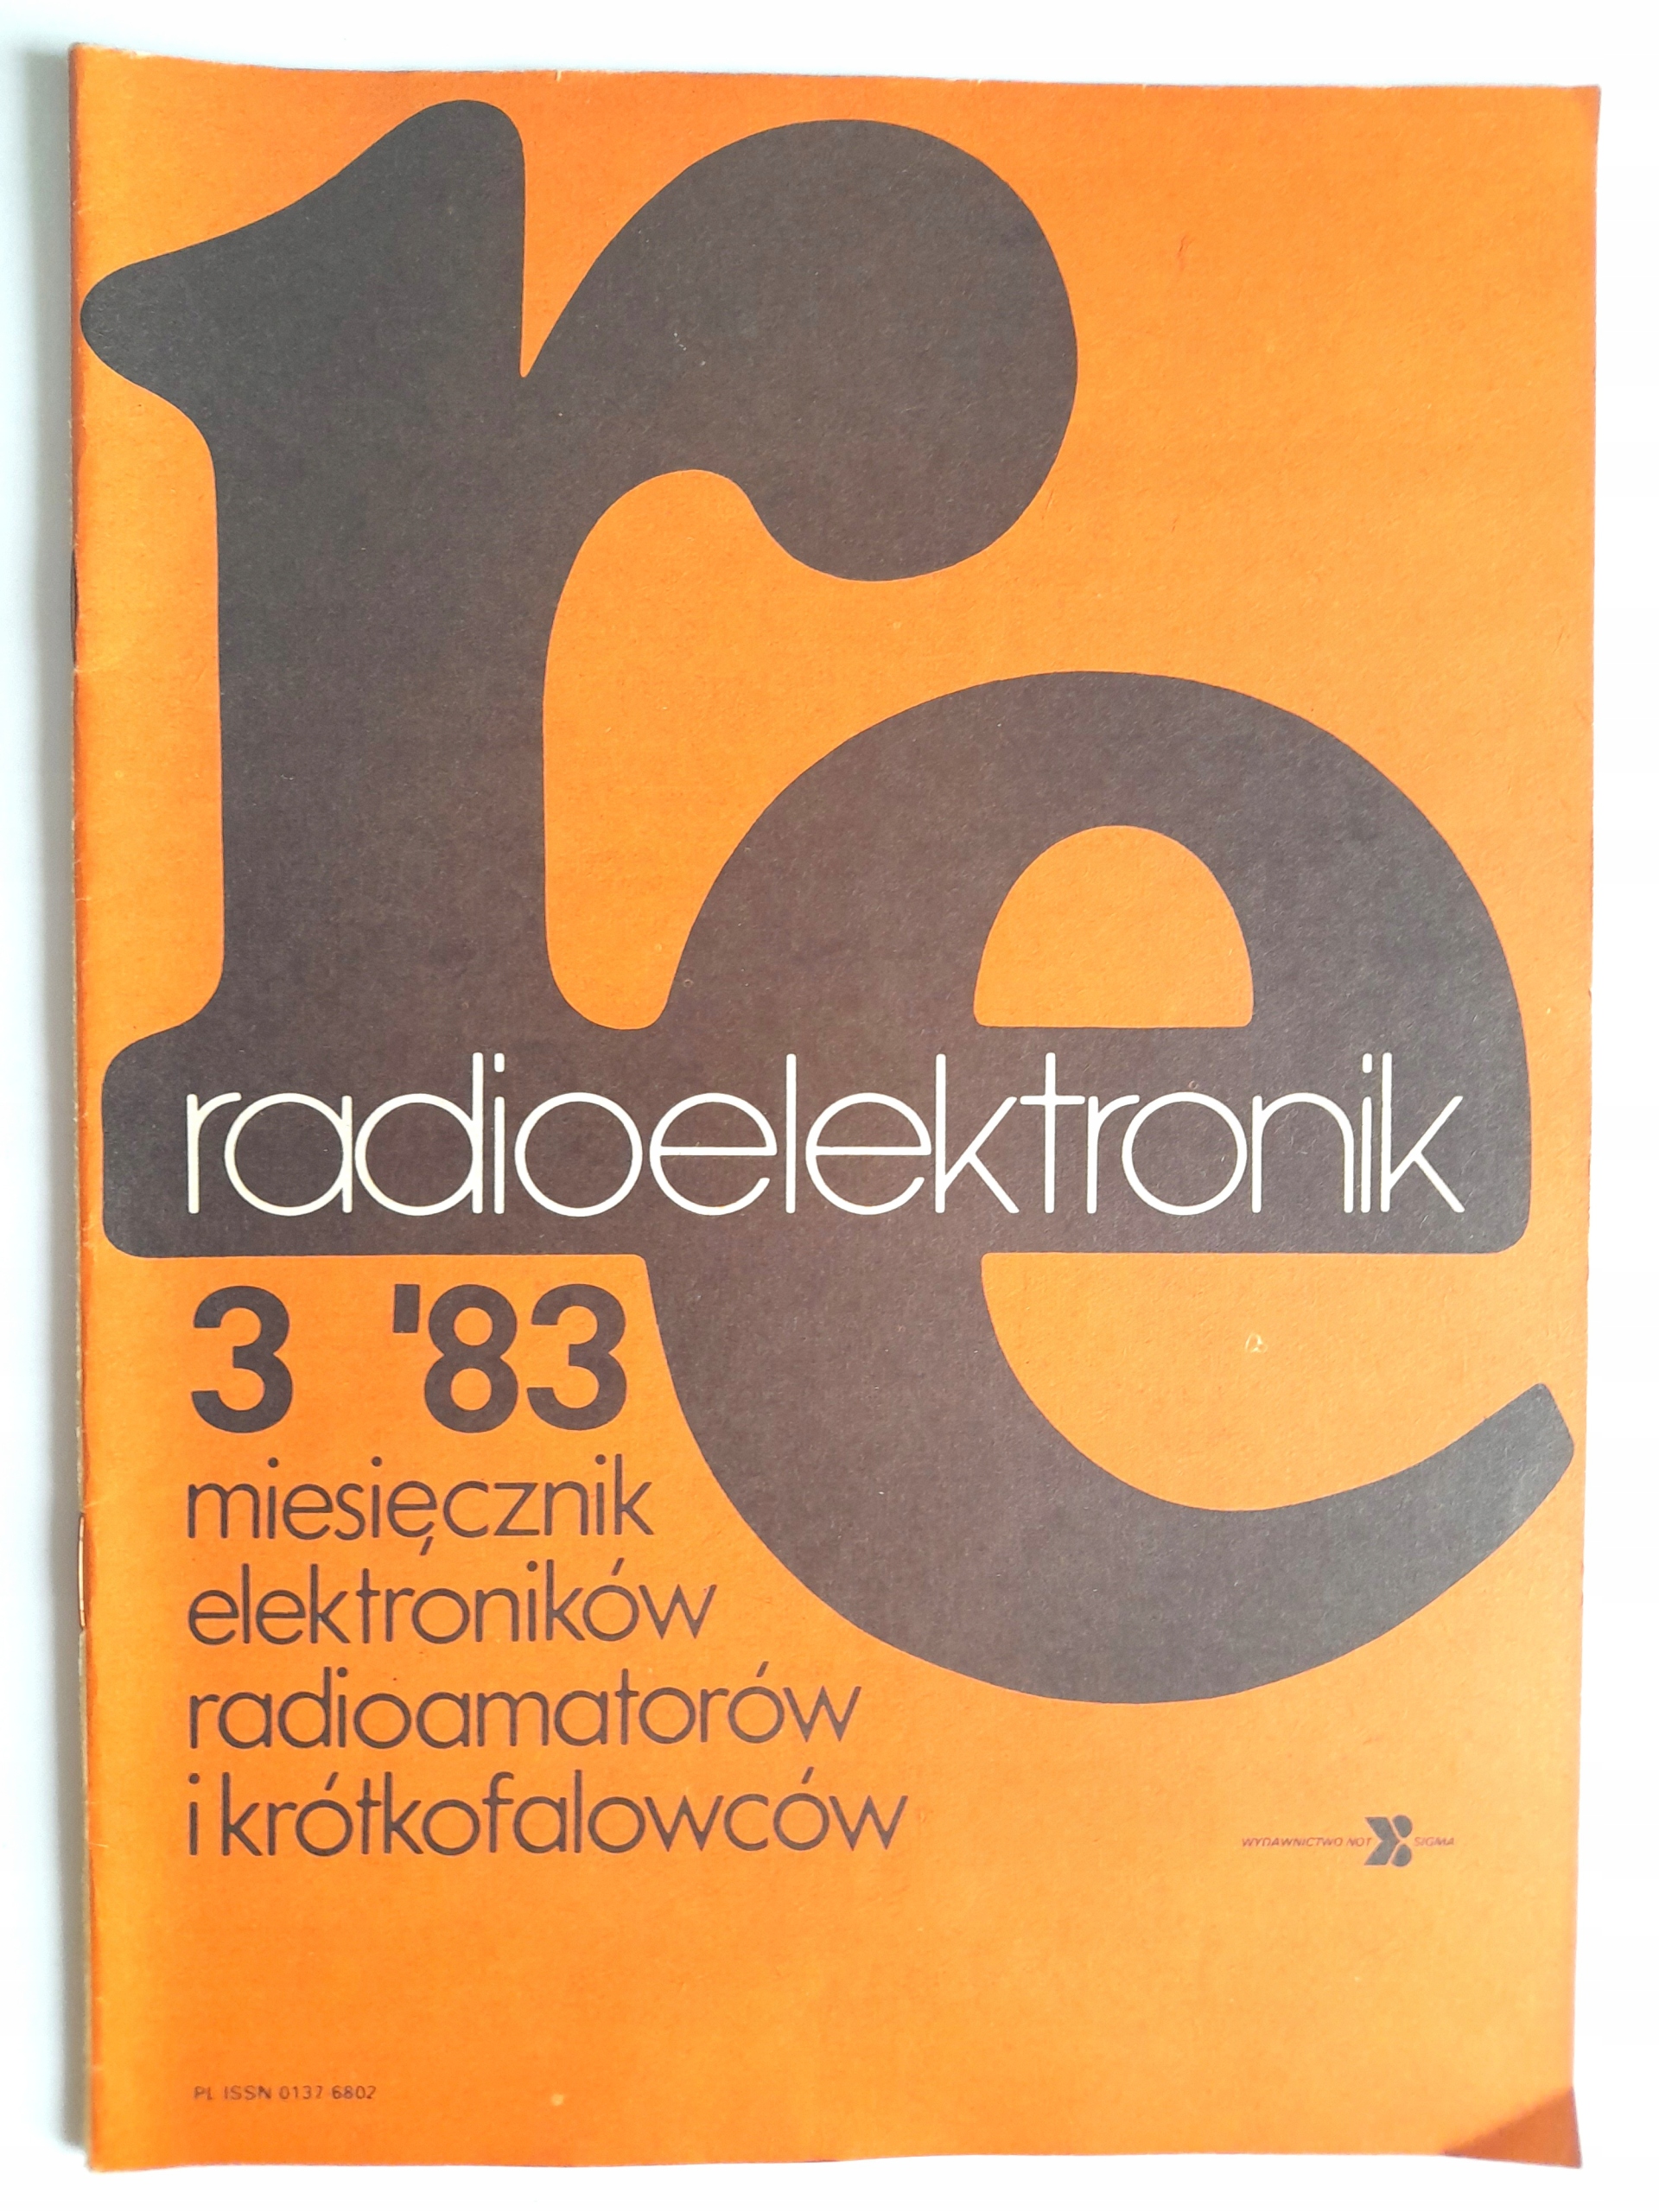 re
radioelektronik
3 '83
miesięcznik
elektroników
radioamatorów
i krótkofalowców
WYDAWNICTWO NOT SIGMA
PL ISSN 0137 6802